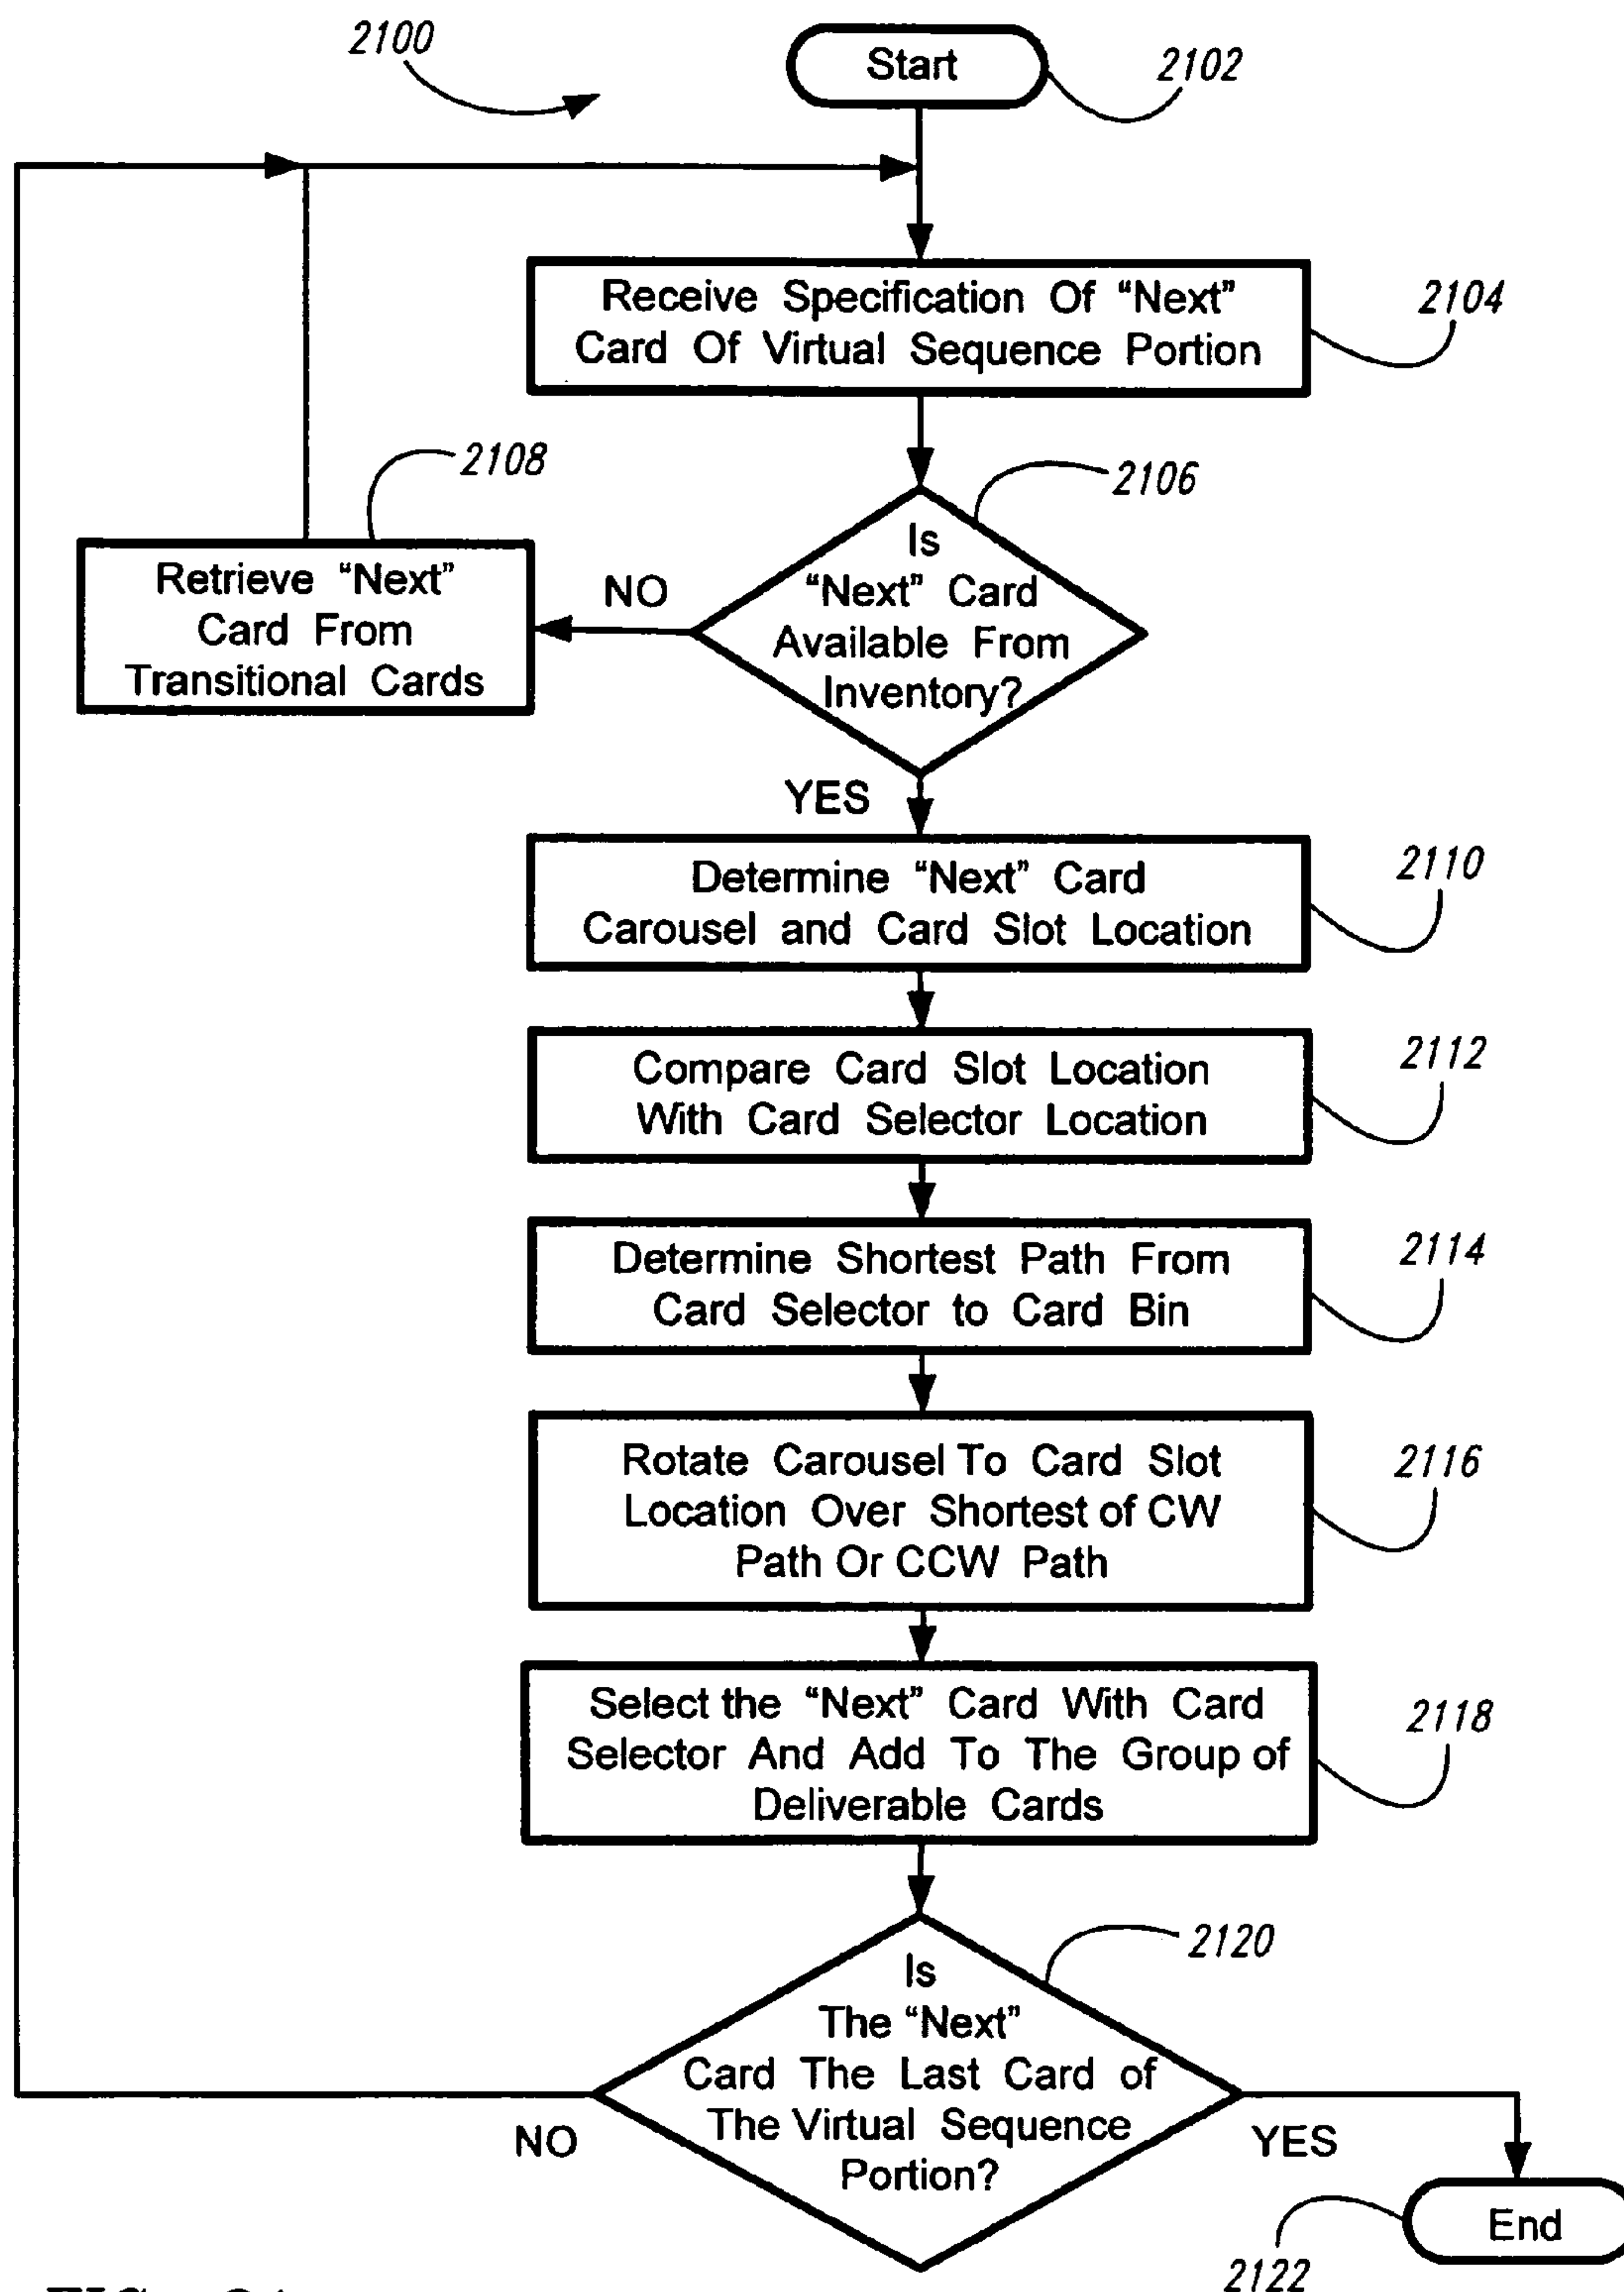 2100
Start
2102
Receive Specification Of “Next”
Card Of Virtual Sequence Portion
2104
2108
2106
Is
“Next” Card
Available From
Inventory?
NO
Retrieve “Next”
Card From
Transitional Cards
YES
Determine “Next” Card
Carousel and Card Slot Location
2110
Compare Card Slot Location
With Card Selector Location
2112
Determine Shortest Path From
Card Selector to Card Bin
2114
Rotate Carousel To Card Slot
Location Over Shortest of CW
Path Or CCW Path
2116
Select the “Next” Card With Card
Selector And Add To The Group of
Deliverable Cards
2118
2120
Is
The “Next”
Card The Last Card of
The Virtual Sequence
Portion?
NO
YES
End
2122